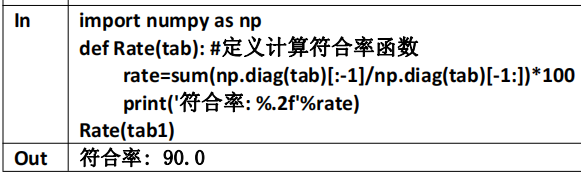 In import numpy as np
def Rate(tab): #定义计算符合率函数
rate=sum(np.diag(tab)[:-1]/np.diag(tab)[-1:])*100
print('符合率: %.2f'%rate)
Rate(tab1)
Out 符合率: 90.0